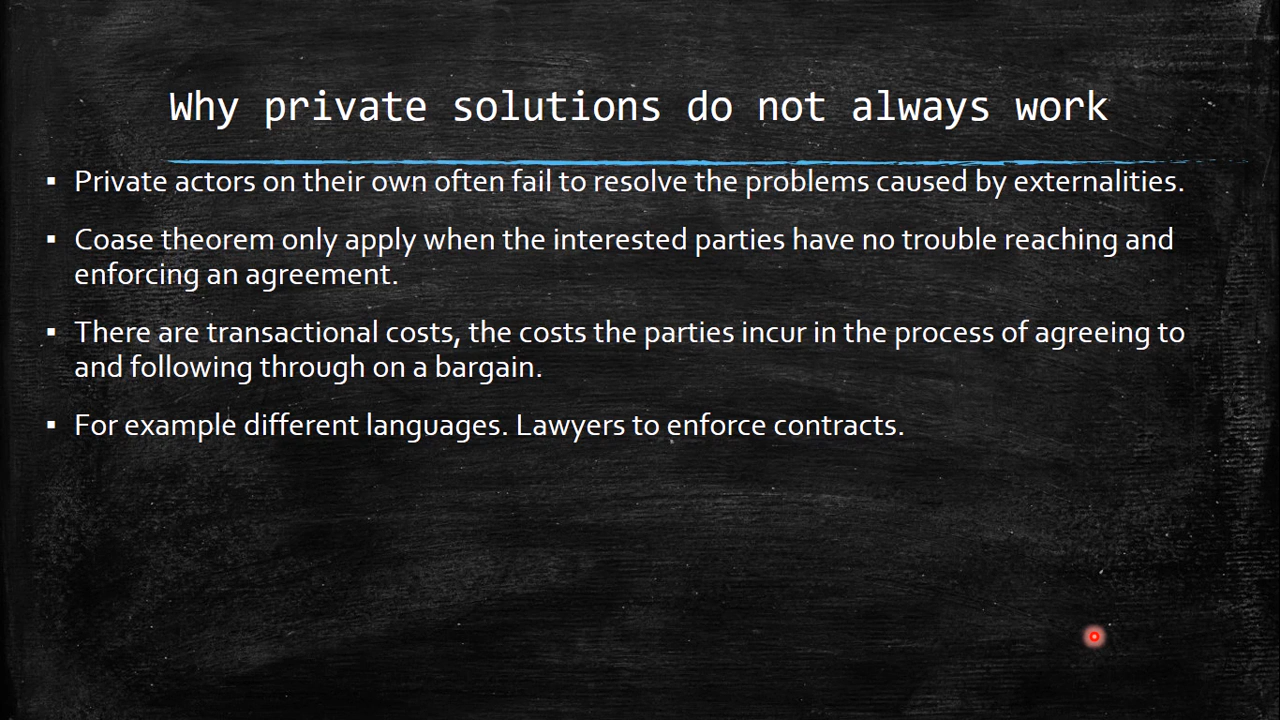 Why private solutions do not always work
▪ Private actors on their own often fail to resolve the problems caused by externalities.
▪ Coase theorem only apply when the interested parties have no trouble reaching and
enforcing an agreement.
▪ There are transactional costs, the costs the parties incur in the process of agreeing to
and following through on a bargain.
▪ For example different languages. Lawyers to enforce contracts.